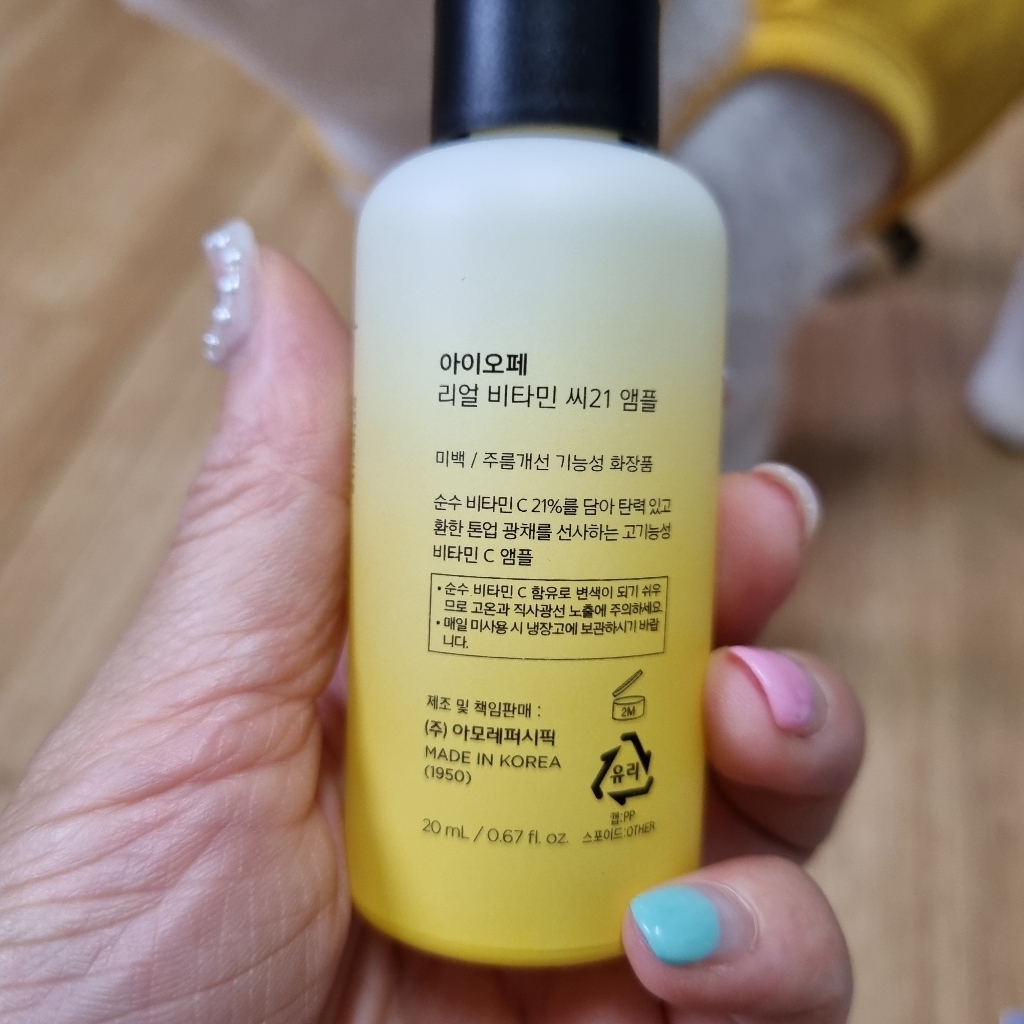 아이오페
리얼 비타민 씨21 앰플
미백 / 주름개선 기능성 화장품
순수 비타민 C 21%를 담아 탄력 있고
환한 톤업 광채를 선사하는 고기능성
비타민 C 앰플
• 순수 비타민 C 함유로 변색이 되기 쉬우
므로 고온과 직사광선 노출에 주의하세요.
• 매일 미사용 시 냉장고에 보관하시기 바랍
니다.
2M
제조 및 책임판매 :
(주) 아모레퍼시픽
MADE IN KOREA
(1950)
유리
캡:PP
스포이드:OTHER
20 mL / 0.67 fl. oz.